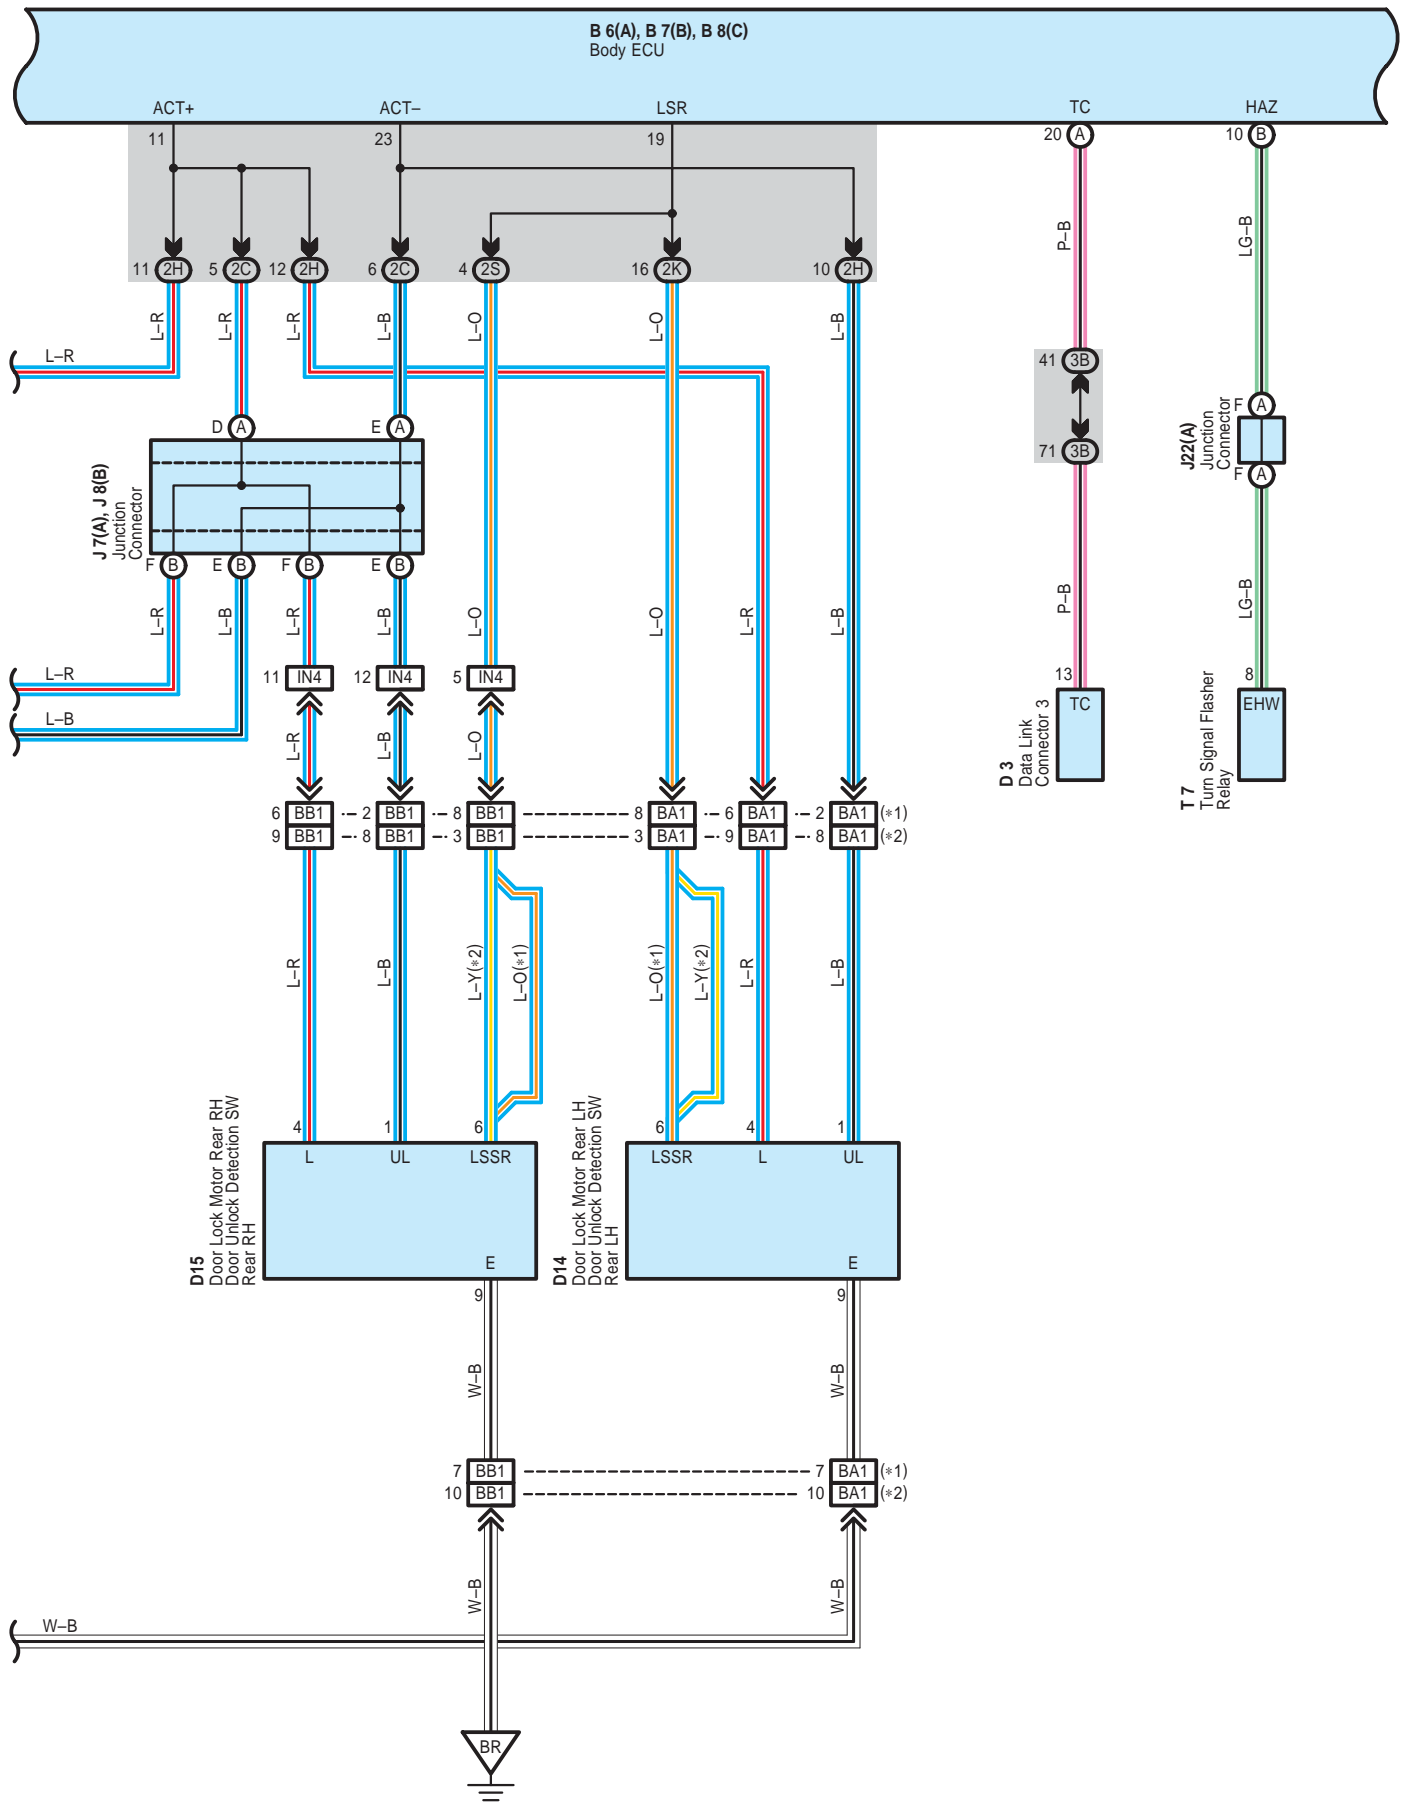 B 6(A), B 7(B), B 8(C)
Body ECU
ACT+ ACT– LSR TC HAZ
11 23 19 20 A 10 B
11 2H 5 2C 12 2H 6 2C 4 2S 16 2K 10 2H
P–B LG–B
L–R L–R L–R L–B L–O L–O L–B
L–R
41 3B
71 3B
F A
F A
J22(A)
Junction
Connector
D A E A
J 7(A), J 8(B)
Junction
Connector
F B E B F B E B
L–R L–B L–R L–B L–O L–O L–R L–B P–B LG–B
L–R
L–B
11 IN4 12 IN4 5 IN4
13 8
TC EHW
D 3
Data Link
Connector 3
T 7
Turn Signal Flasher
Relay
L–R L–B L–O
6 BB1 2 BB1 8 BB1 8 BA1 6 BA1 2 BA1 (*1)
9 BB1 8 BB1 3 BB1 3 BA1 9 BA1 8 BA1 (*2)
L–R L–B L–Y(*2) L–O(*1) L–O(*1) L–Y(*2) L–R L–B
4 1 6 6 4 1
L UL LSSR LSSR L UL
D15
Door Lock Motor Rear RH
Door Unlock Detection SW
Rear RH
D14
Door Lock Motor Rear LH
Door Unlock Detection SW
Rear LH
E E
9 9
W–B W–B
7 BB1 7 BA1 (*1)
10 BB1 10 BA1 (*2)
W–B W–B
W–B
BR